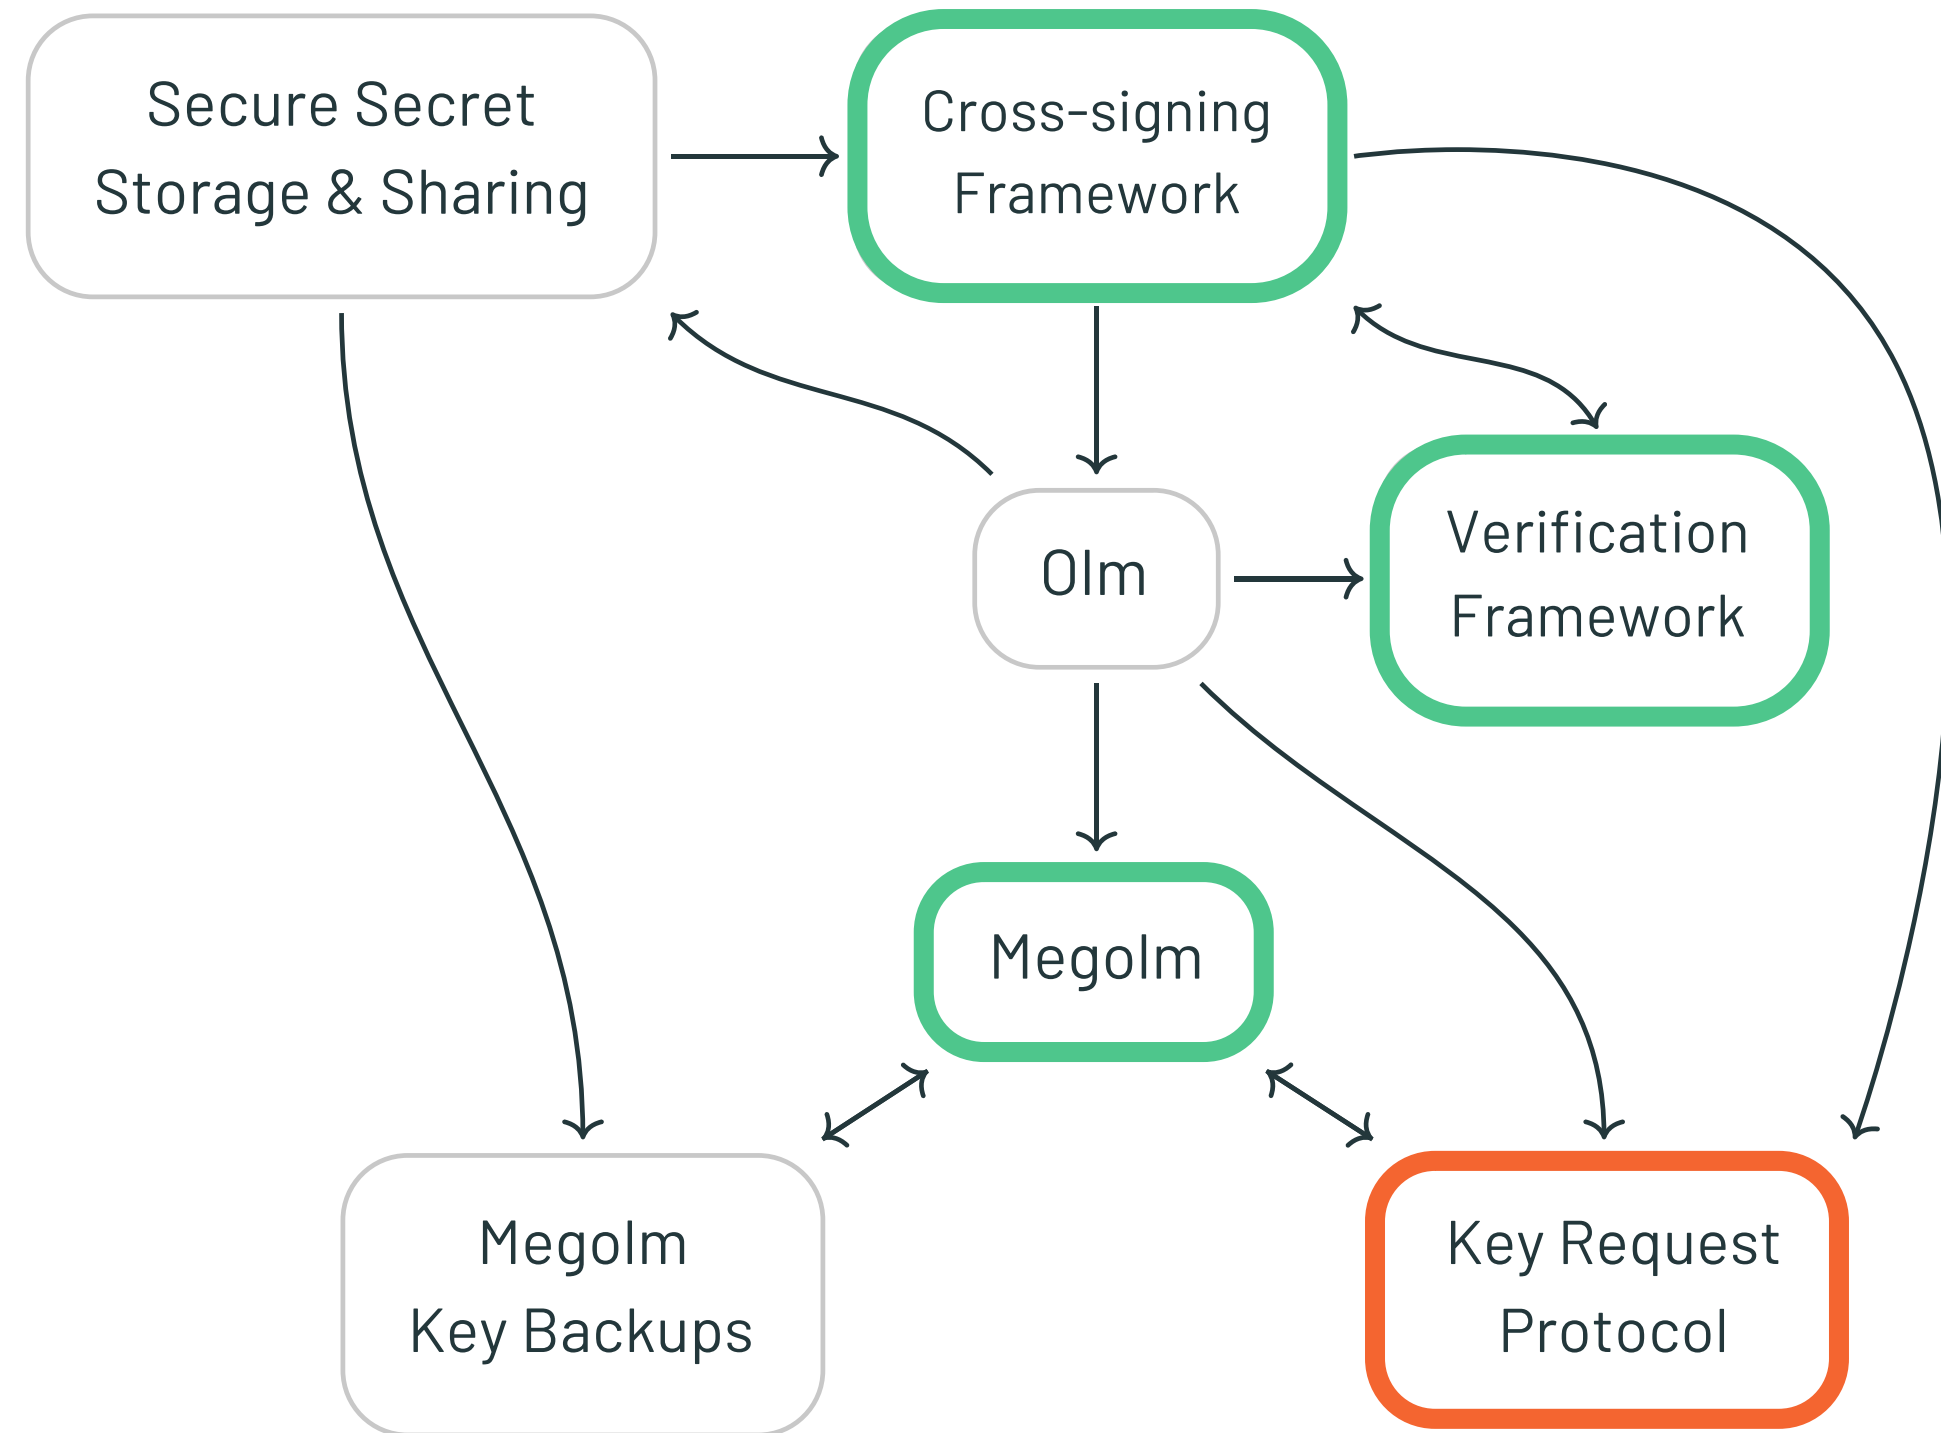 Secure Secret
Storage & Sharing
Cross-signing
Framework
Olm
Verification
Framework
Megolm
Megolm
Key Backups
Key Request
Protocol